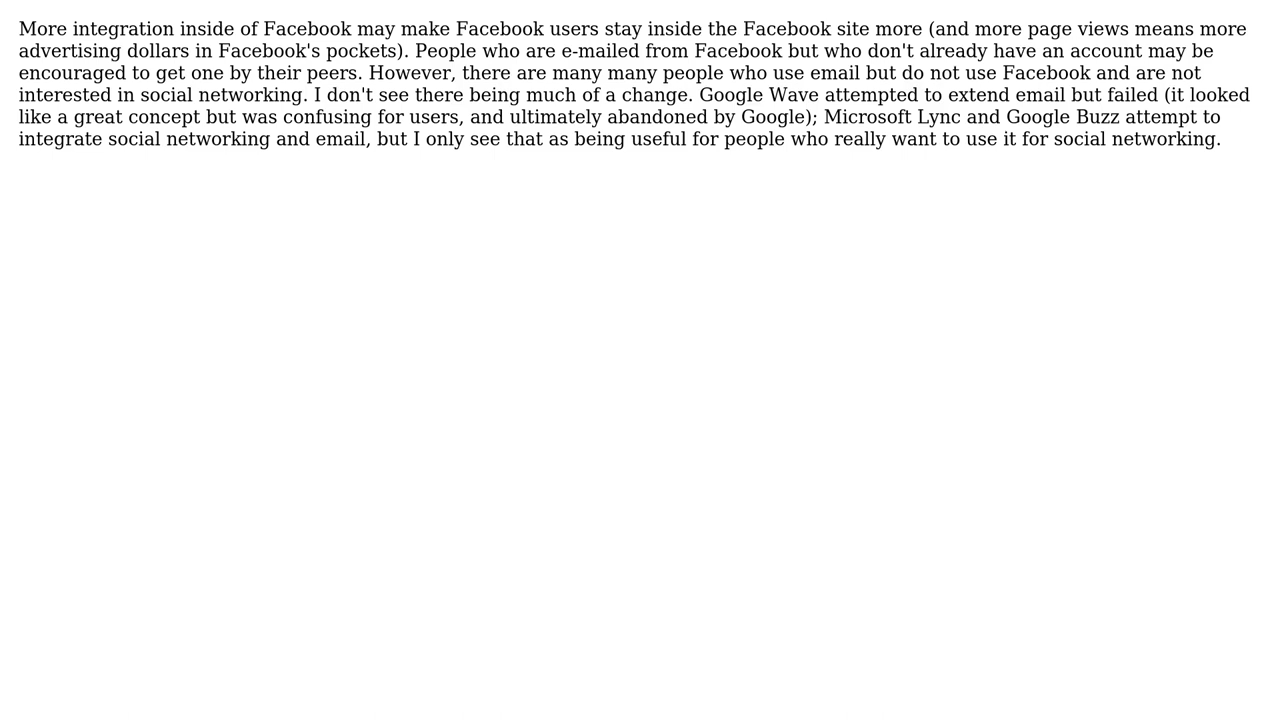 More integration inside of Facebook may make Facebook users stay inside the Facebook site more (and more page views means more
advertising dollars in Facebook's pockets). People who are e-mailed from Facebook but who don't already have an account may be
encouraged to get one by their peers. However, there are many many people who use email but do not use Facebook and are not
interested in social networking. I don't see there being much of a change. Google Wave attempted to extend email but failed (it looked
like a great concept but was confusing for users, and ultimately abandoned by Google); Microsoft Lync and Google Buzz attempt to
integrate social networking and email, but I only see that as being useful for people who really want to use it for social networking.